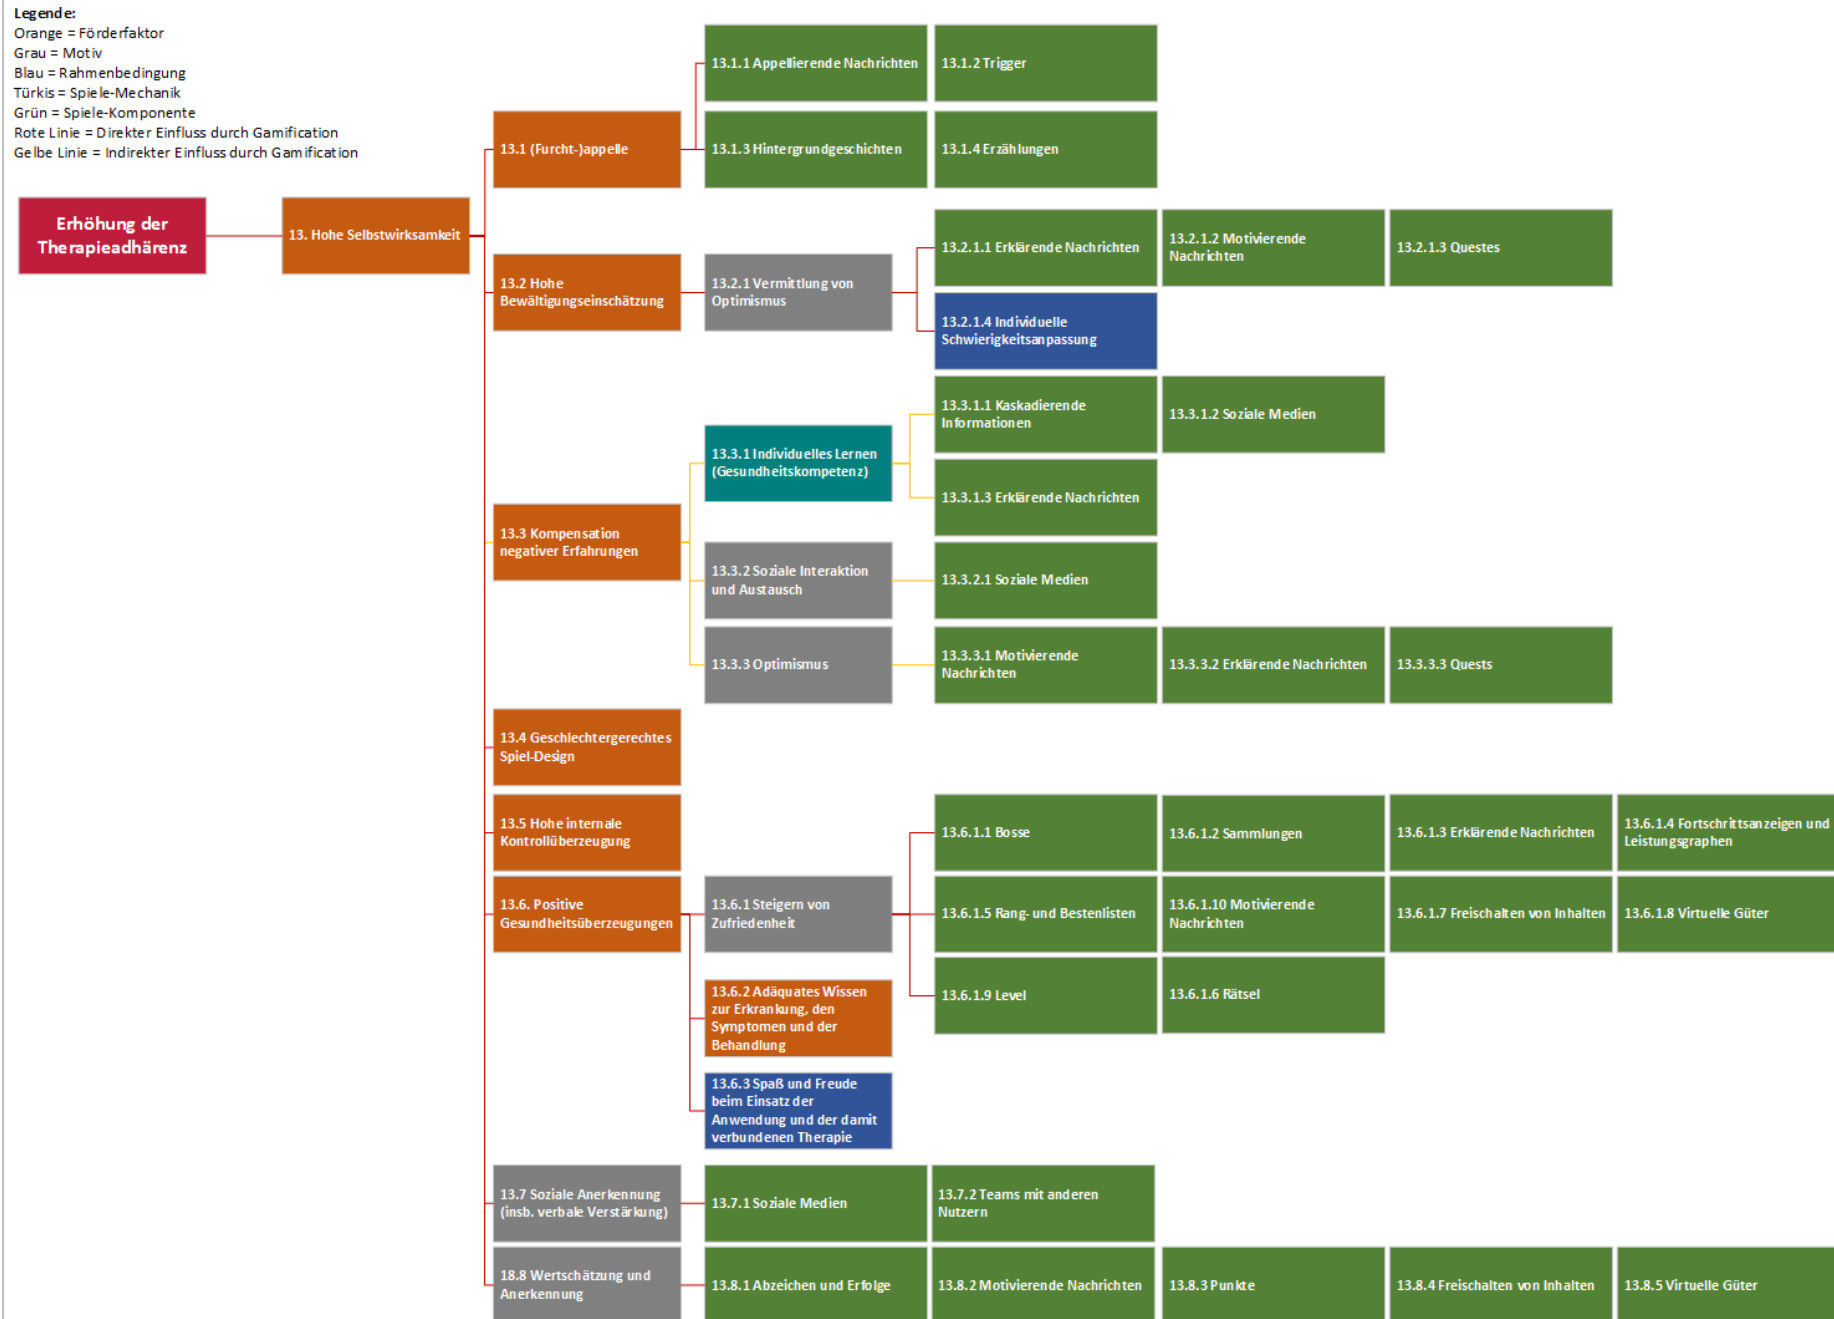 Legende:
Orange = Förderfaktor
Grau = Motiv
Blau = Rahmenbedingung
Türkis = Spiele-Mechanik
Grün = Spiele-Komponente
Rote Linie = Direkter Einfluss durch Gamification
Gelbe Linie = Indirekter Einfluss durch Gamification
Erhöhung der
Therapieadhärenz
13. Hohe Selbstwirksamkeit
13.1 (Furcht-)appelle
13.1.1 Appellierende Nachrichten
13.1.2 Trigger
13.1.3 Hintergrundgeschichten
13.1.4 Erzählungen
13.2 Hohe
Bewältigungseinschätzung
13.2.1 Vermittlung von
Optimismus
13.2.1.1 Erklärende Nachrichten
13.2.1.2 Motivierende
Nachrichten
13.2.1.3 Questes
13.2.1.4 Individuelle
Schwierigkeitsanpassung
13.3 Kompensation
negativer Erfahrungen
13.3.1 Individuelles Lernen
(Gesundheitskompetenz)
13.3.1.1 Kaskadierende
Informationen
13.3.1.2 Soziale Medien
13.3.1.3 Erklärende Nachrichten
13.3.2 Soziale Interaktion
und Austausch
13.3.2.1 Soziale Medien
13.3.3 Optimismus
13.3.3.1 Motivierende
Nachrichten
13.3.3.2 Erklärende Nachrichten
13.3.3.3 Quests
13.4 Geschlechtergerechtes
Spiel-Design
13.5 Hohe internale
Kontrollüberzeugung
13.6. Positive
Gesundheitsüberzeugungen
13.6.1 Steigern von
Zufriedenheit
13.6.1.1 Bosse
13.6.1.2 Sammlungen
13.6.1.3 Erklärende Nachrichten
13.6.1.4 Fortschrittsanzeigen und
Leistungsgraphen
13.6.1.5 Rang- und Bestenlisten
13.6.1.10 Motivierende
Nachrichten
13.6.1.7 Freischalten von Inhalten
13.6.1.8 Virtuelle Güter
13.6.1.9 Level
13.6.1.6 Rätsel
13.6.2 Adäquates Wissen
zur Erkrankung, den
Symptomen und der
Behandlung
13.6.3 Spaß und Freude
beim Einsatz der
Anwendung und der damit
verbundenen Therapie
13.7 Soziale Anerkennung
(insb. verbale Verstärkung)
13.7.1 Soziale Medien
13.7.2 Teams mit anderen
Nutzern
18.8 Wertschätzung und
Anerkennung
13.8.1 Abzeichen und Erfolge
13.8.2 Motivierende Nachrichten
13.8.3 Punkte
13.8.4 Freischalten von Inhalten
13.8.5 Virtuelle Güter